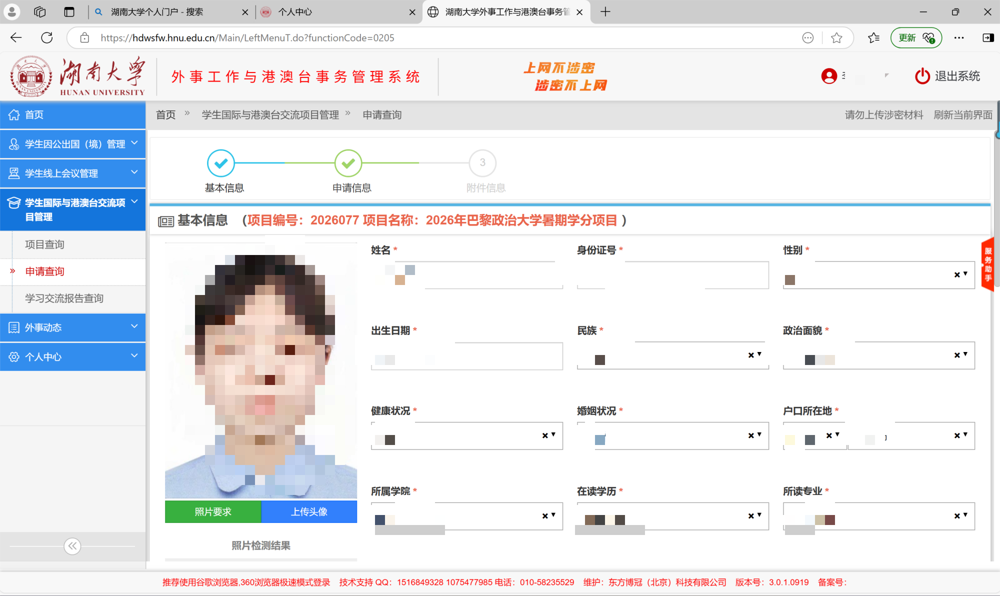 湖南大学个人门户 - 搜索
个人中心
湖南大学外事工作与港澳台事务管
https://hdwsfw.hnu.edu.cn/Main/LeftMenuT.do?functionCode=0205
更新
湖南大学
HUNAN UNIVERSITY
外事工作与港澳台事务管理系统
上网不涉密
涉密不上网
退出系统
首页
学生因公出国（境）管理
学生线上会议管理
学生国际与港澳台交流项
目管理
项目查询
申请查询
学习交流报告查询
外事动态
个人中心
首页 » 学生国际与港澳台交流项目管理 » 申请查询
请勿上传涉密材料 刷新当前界面
3
基本信息
申请信息
附件信息
基本信息 （项目编号：2026077 项目名称：2026年巴黎政治大学暑期学分项目 ）
姓名 *
身份证号 *
性别 *
出生日期 *
民族 *
政治面貌 *
健康状况 *
婚姻状况 *
户口所在地 *
所属学院 *
在读学历 *
所读专业 *
照片要求
上传头像
照片检测结果
服务助手
推荐使用谷歌浏览器,360浏览器极速模式登录 技术支持 QQ：1516849328 1075477985 电话：010-58235529 维护：东方博冠（北京）科技有限公司 版本号：3.0.1.0919 备案号：